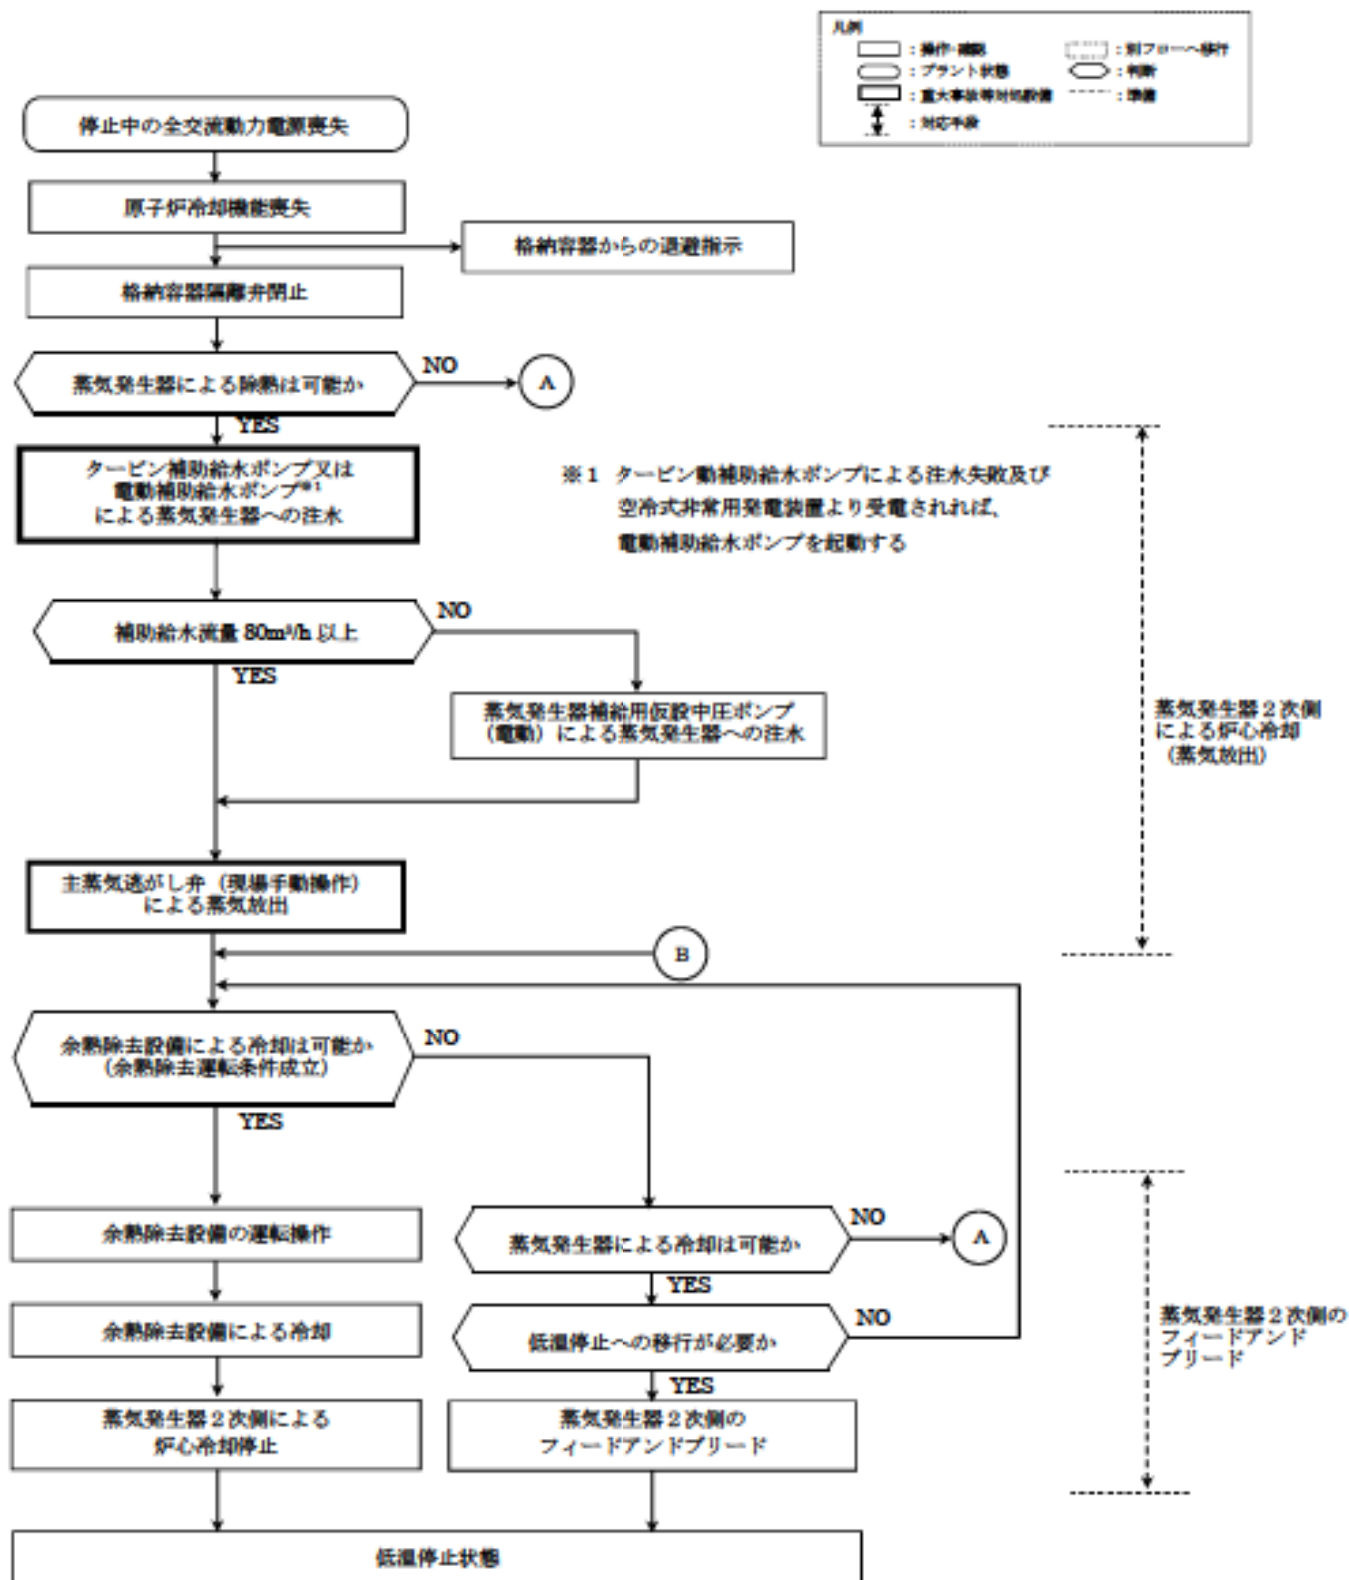 凡例
：操作・確認
：別フローへ移行
：プラント状態
：判断
：重大事故等対処設備
：準備
：対応手段
停止中の全交流動力電源喪失
原子炉冷却機能喪失
格納容器からの退避指示
格納容器隔離弁閉止
蒸気発生器による除熱は可能か
NO
A
YES
タービン補助給水ポンプ又は
電動補助給水ポンプ※1
による蒸気発生器への注水
※１ タービン動補助給水ポンプによる注水失敗及び
空冷式非常用発電装置より受電されれば、
電動補助給水ポンプを起動する
補助給水流量 80m³/h 以上
NO
YES
蒸気発生器補給用仮設中圧ポンプ
（電動）による蒸気発生器への注水
蒸気発生器２次側
による炉心冷却
（蒸気放出）
主蒸気逃がし弁（現場手動操作）
による蒸気放出
B
余熱除去設備による冷却は可能か
（余熱除去運転条件成立）
NO
YES
余熱除去設備の運転操作
蒸気発生器による冷却は可能か
NO
A
YES
余熱除去設備による冷却
低温停止への移行が必要か
NO
YES
蒸気発生器２次側の
フィードアンド
ブリード
蒸気発生器２次側による
炉心冷却停止
蒸気発生器２次側の
フィードアンドブリード
低温停止状態